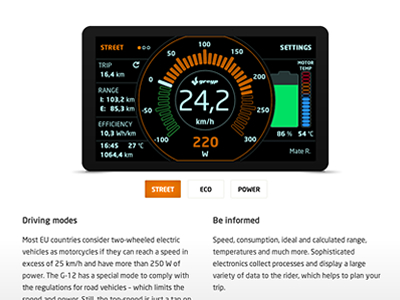 STREET
SETTINGS
TRIP
16,4 km
RANGE
I: 103,2 km
E: 85,3 km
EFFICIENCY
10,3 Wh/km
16:45 27 °C
1064,4 km
-100
-50
0
50
100
150
200
250
300
greyp
24,2
km/h
220
W
MOTOR
TEMP
86 % 54 °C
Mate R.
STREET ECO POWER
Driving modes
Most EU countries consider two-wheeled electric
vehicles as motorcycles if they can reach a speed in
excess of 25 km/h and have more than 250 W of
power. The G-12 has a special mode to comply with
the regulations for road vehicles – which limits the
speed and power. Still, the top-speed is just a tap on
Be informed
Speed, consumption, ideal and calculated range,
temperatures and much more. Sophisticated
electronics collect processes and display a large
variety of data to the rider, which helps to plan your
trip.